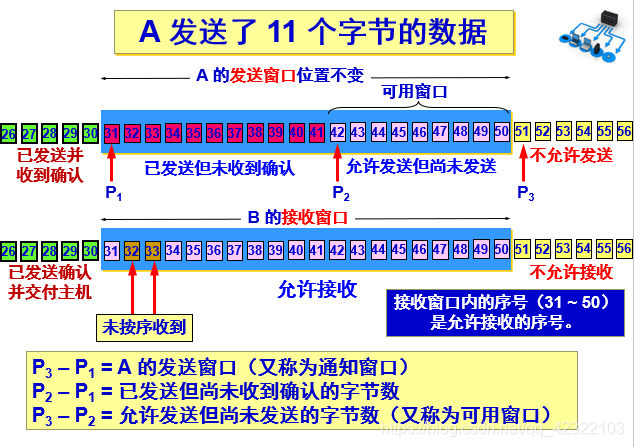 A 发送了 11 个字节的数据
A 的发送窗口位置不变
可用窗口
26 27 28 29 30 31 32 33 34 35 36 37 38 39 40 41 42 43 44 45 46 47 48 49 50 51 52 53 54 55 56
已发送并
收到确认
已发送但未收到确认
允许发送但尚未发送
不允许发送
P1
P2
P3
B 的接收窗口
26 27 28 29 30 31 32 33 34 35 36 37 38 39 40 41 42 43 44 45 46 47 48 49 50 51 52 53 54 55 56
已发送确认
并交付主机
允许接收
不允许接收
未按序收到
接收窗口内的序号（31 ~ 50）
是允许接收的序号。
P3 – P1 = A 的发送窗口（又称为通知窗口）
P2 – P1 = 已发送但尚未收到确认的字节数
P3 – P2 = 允许发送但尚未发送的字节数（又称为可用窗口）
https://blog.csdn.net/qq_42322103